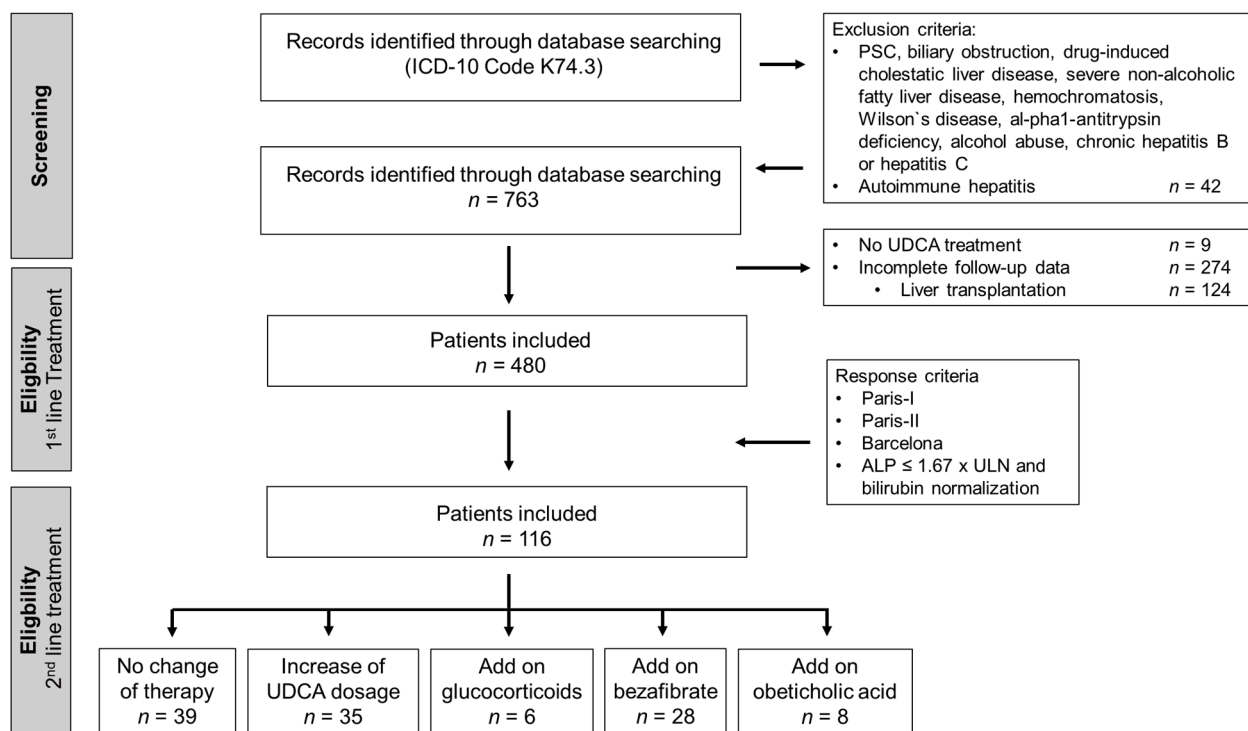 Screening
Records identified through database searching
(ICD-10 Code K74.3)
Exclusion criteria:
• PSC, biliary obstruction, drug-induced
cholestatic liver disease, severe non-alcoholic
fatty liver disease, hemochromatosis,
Wilson`s disease, al-pha1-antitrypsin
deficiency, alcohol abuse, chronic hepatitis B
or hepatitis C
• Autoimmune hepatitis n = 42
Records identified through database searching
n = 763
• No UDCA treatment n = 9
• Incomplete follow-up data n = 274
• Liver transplantation n = 124
Eligbility
1st line Treatment
Patients included
n = 480
Response criteria
• Paris-I
• Paris-II
• Barcelona
• ALP ≤ 1.67 x ULN and
bilirubin normalization
Eligbility
2nd line treatment
Patients included
n = 116
No change
of therapy
n = 39
Increase of
UDCA dosage
n = 35
Add on
glucocorticoids
n = 6
Add on
bezafibrate
n = 28
Add on
obeticholic acid
n = 8